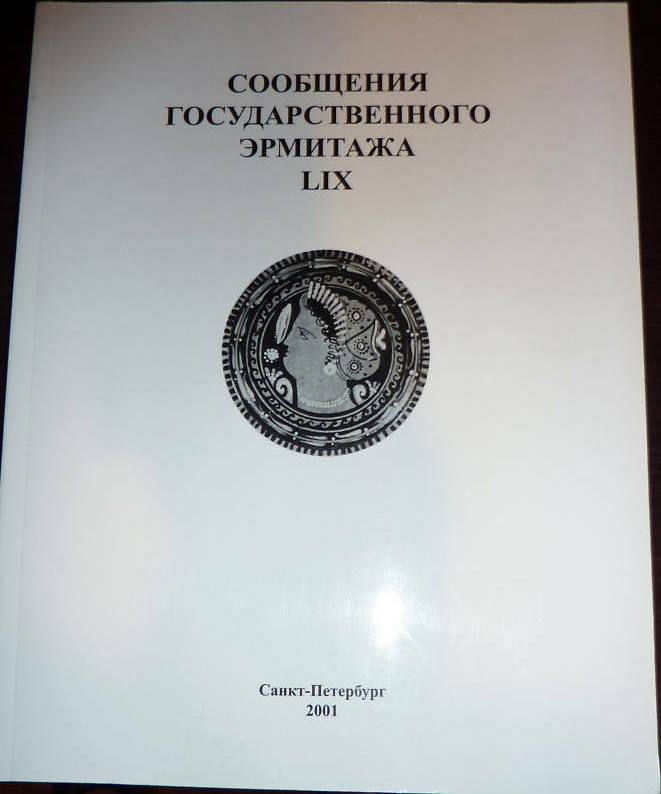 СООБЩЕНИЯ
ГОСУДАРСТВЕННОГО
ЭРМИТАЖА
LIX
Санкт-Петербург
2001